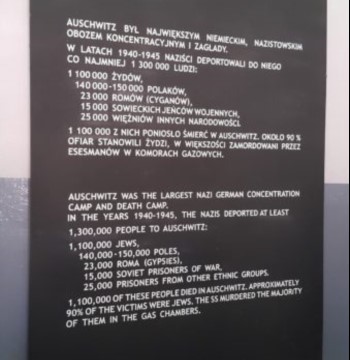 AUSCHWITZ BYŁ NAJWIĘKSZYM NIEMIECKIM, NAZISTOWSKIM
OBOZEM KONCENTRACYJNYM I ZAGŁADY.
W LATACH 1940-1945 NAZIŚCI DEPORTOWALI DO NIEGO
CO NAJMNIEJ 1 300 000 LUDZI:
1 100 000 ŻYDÓW,
140 000-150 000 POLAKÓW,
23 000 ROMÓW (CYGANÓW),
15 000 SOWIECKICH JEŃCÓW WOJENNYCH,
25 000 WIĘŹNIÓW INNYCH NARODOWOŚCI.
1 100 000 Z NICH PONIOSŁO ŚMIERĆ W AUSCHWITZ. OKOŁO 90 %
OFIAR STANOWILI ŻYDZI, W WIĘKSZOŚCI ZAMORDOWANI PRZEZ
ESESMANÓW W KOMORACH GAZOWYCH.
AUSCHWITZ WAS THE LARGEST NAZI GERMAN CONCENTRATION
CAMP AND DEATH CAMP.
IN THE YEARS 1940-1945, THE NAZIS DEPORTED AT LEAST
1,300,000 PEOPLE TO AUSCHWITZ:
1,100,000 JEWS,
140,000-150,000 POLES,
23,000 ROMA (GYPSIES),
15,000 SOVIET PRISONERS OF WAR,
25,000 PRISONERS FROM OTHER ETHNIC GROUPS.
1,100,000 OF THESE PEOPLE DIED IN AUSCHWITZ. APPROXIMATELY
90% OF THE VICTIMS WERE JEWS. THE SS MURDERED THE MAJORITY
OF THEM IN THE GAS CHAMBERS.